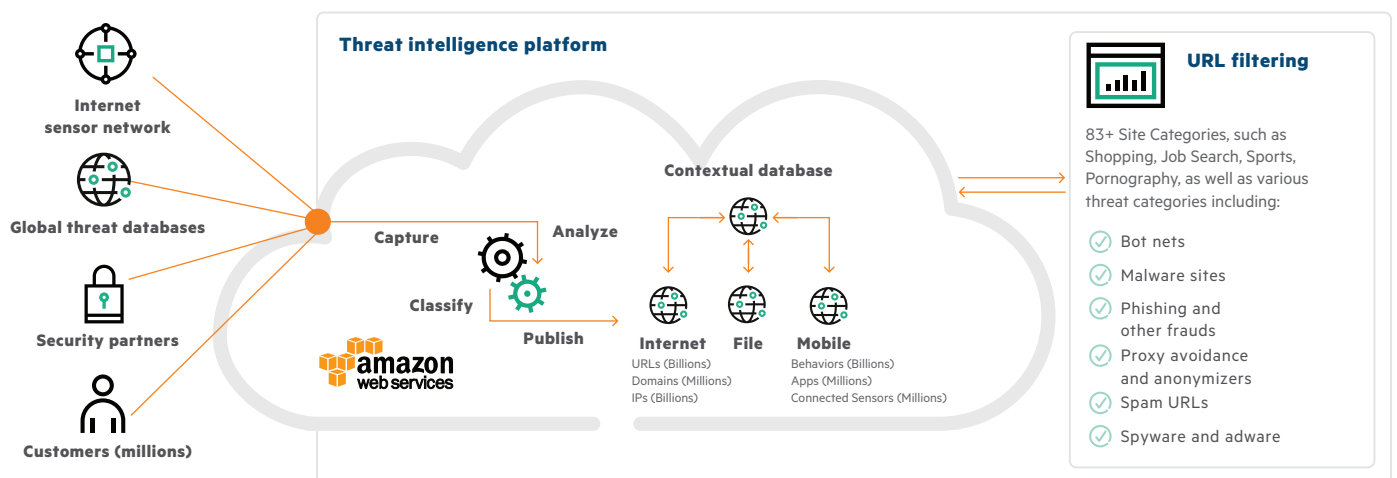 Threat intelligence platform
Internet
sensor network
Global threat databases
Security partners
Customers (millions)
Capture
Analyze
Classify
Publish
amazon
web services
Contextual database
Internet
URLs (Billions)
Domains (Millions)
IPs (Billions)
File
Mobile
Behaviors (Billions)
Apps (Millions)
Connected Sensors (Millions)
URL filtering
83+ Site Categories, such as
Shopping, Job Search, Sports,
Pornography, as well as various
threat categories including:
Bot nets
Malware sites
Phishing and
other frauds
Proxy avoidance
and anonymizers
Spam URLs
Spyware and adware